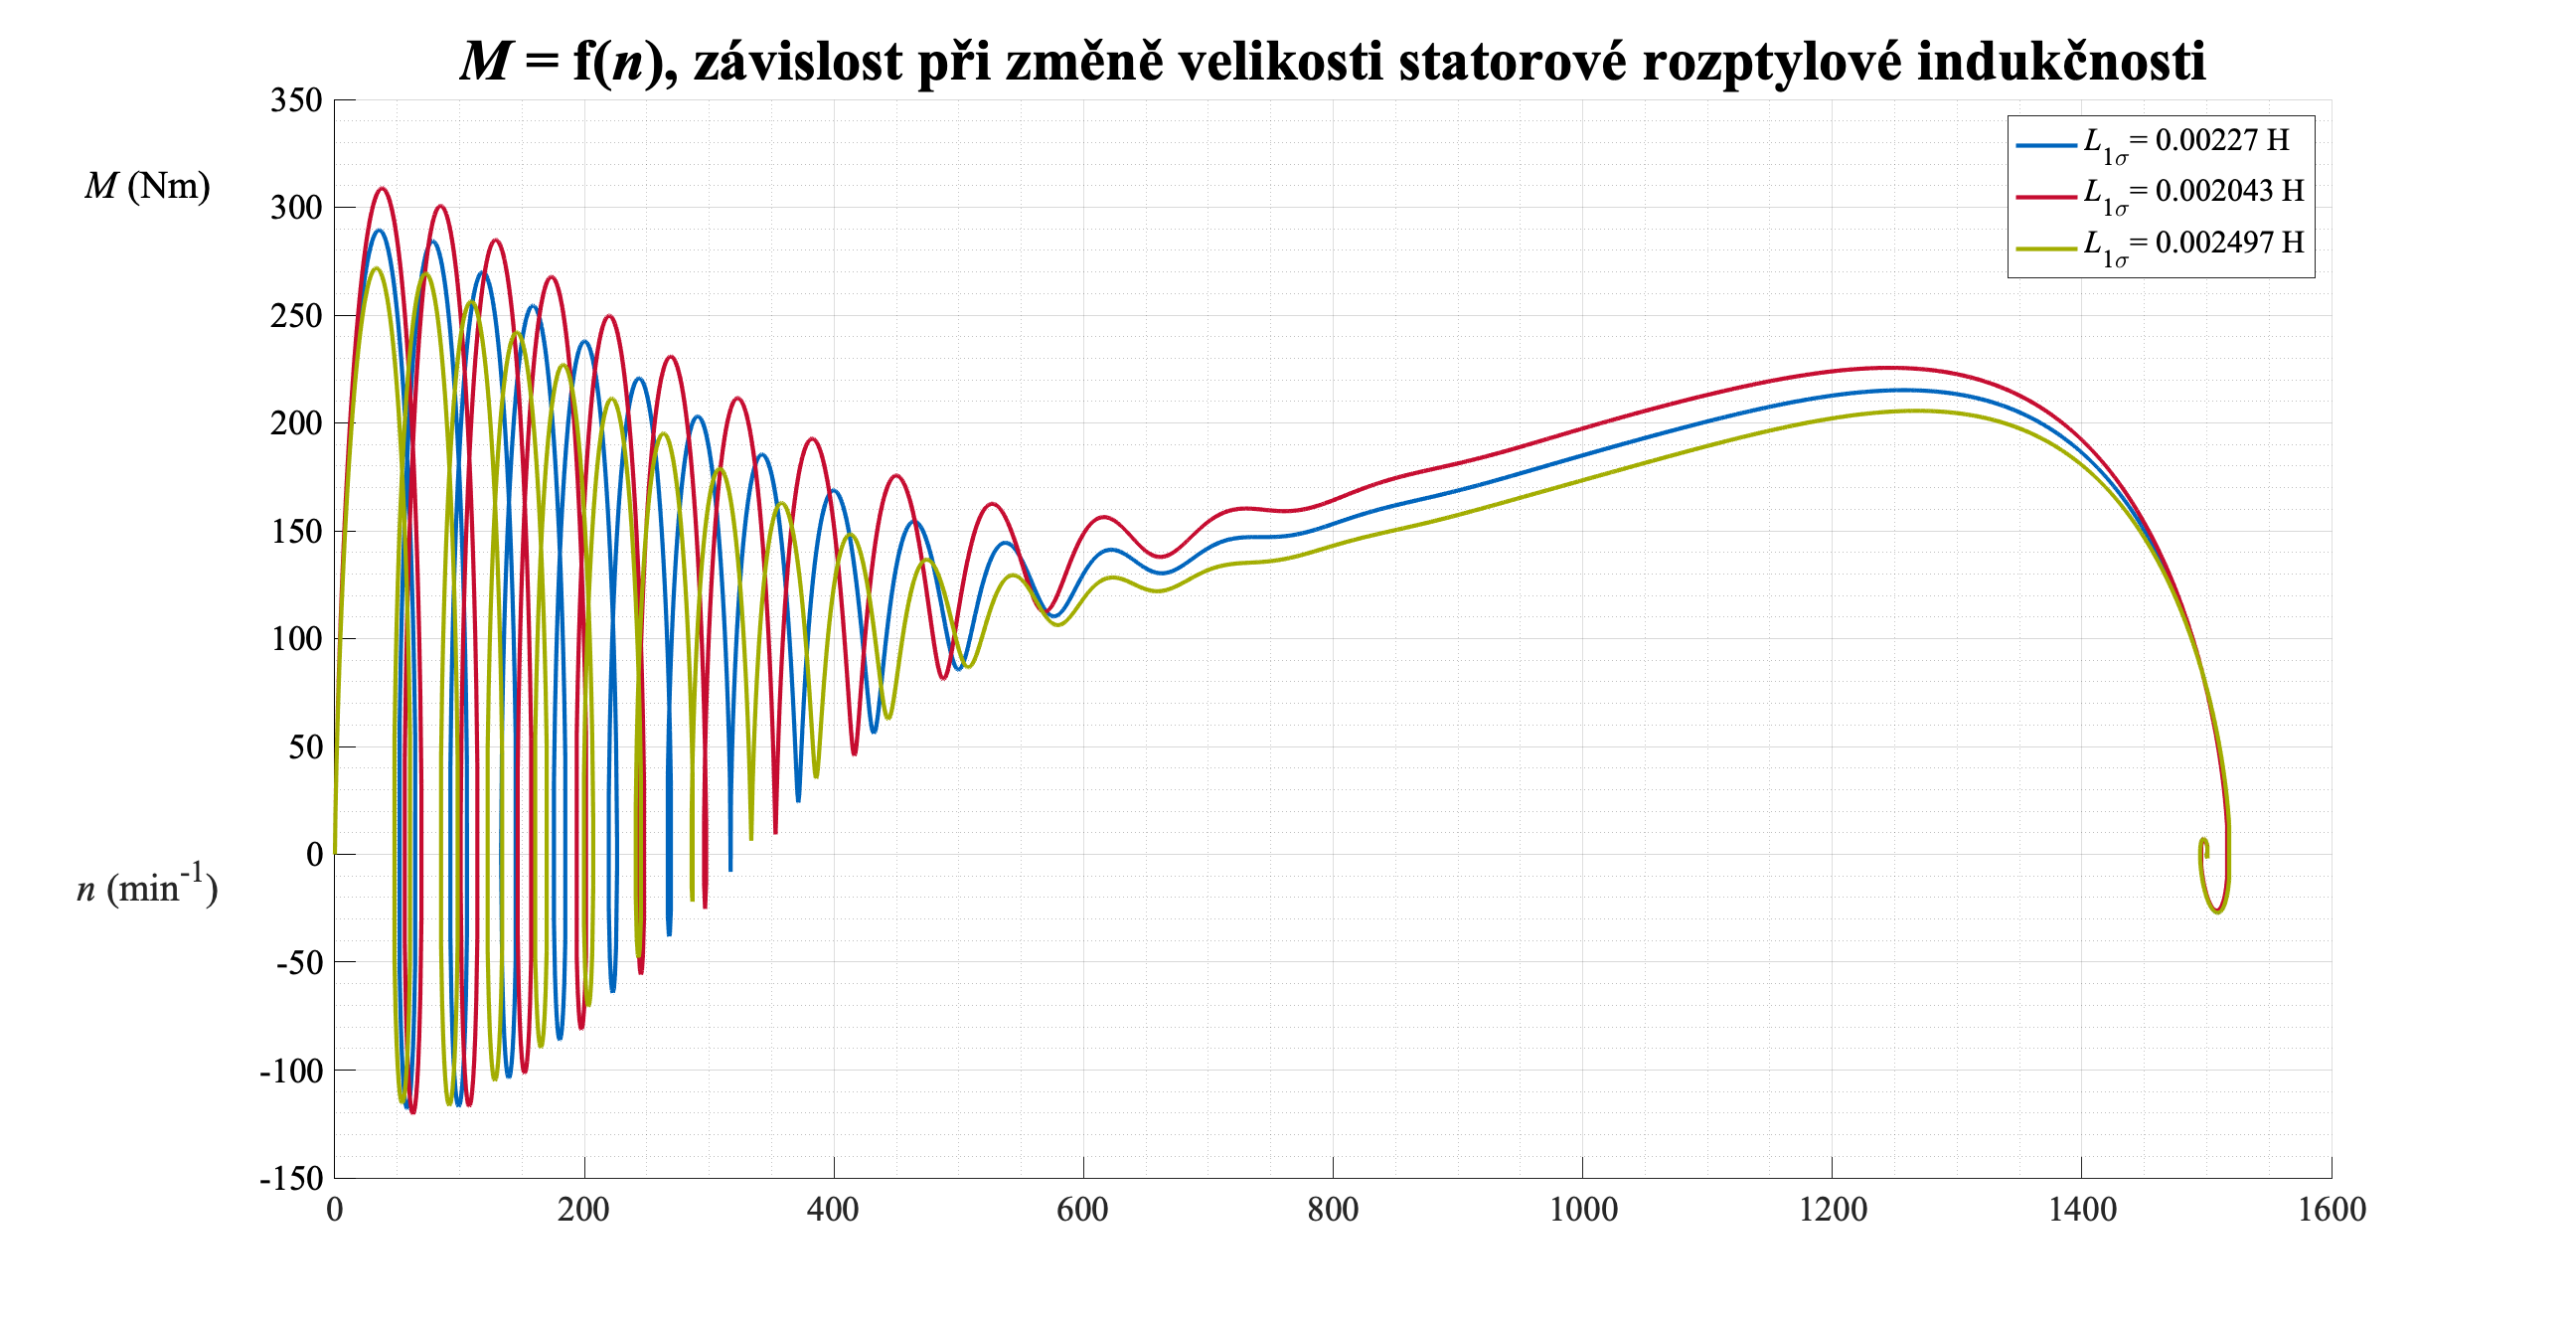 M = f(n), závislost při změně velikosti statorové rozptylové indukčnosti
350
M (Nm)
300
250
200
150
100
50
0
n (min-1)
-50
-100
-150
0 200 400 600 800 1000 1200 1400 1600
L1σ= 0.00227 H
L1σ= 0.002043 H
L1σ= 0.002497 H